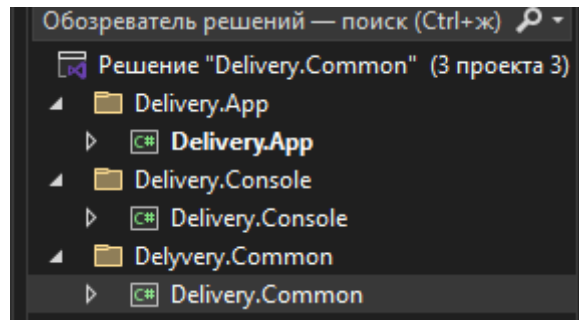 Обозреватель решений — поиск (Ctrl+ж)
Решение "Delivery.Common" (3 проекта 3)
Delivery.App
C# Delivery.App
Delivery.Console
C# Delivery.Console
Delyvery.Common
C# Delivery.Common